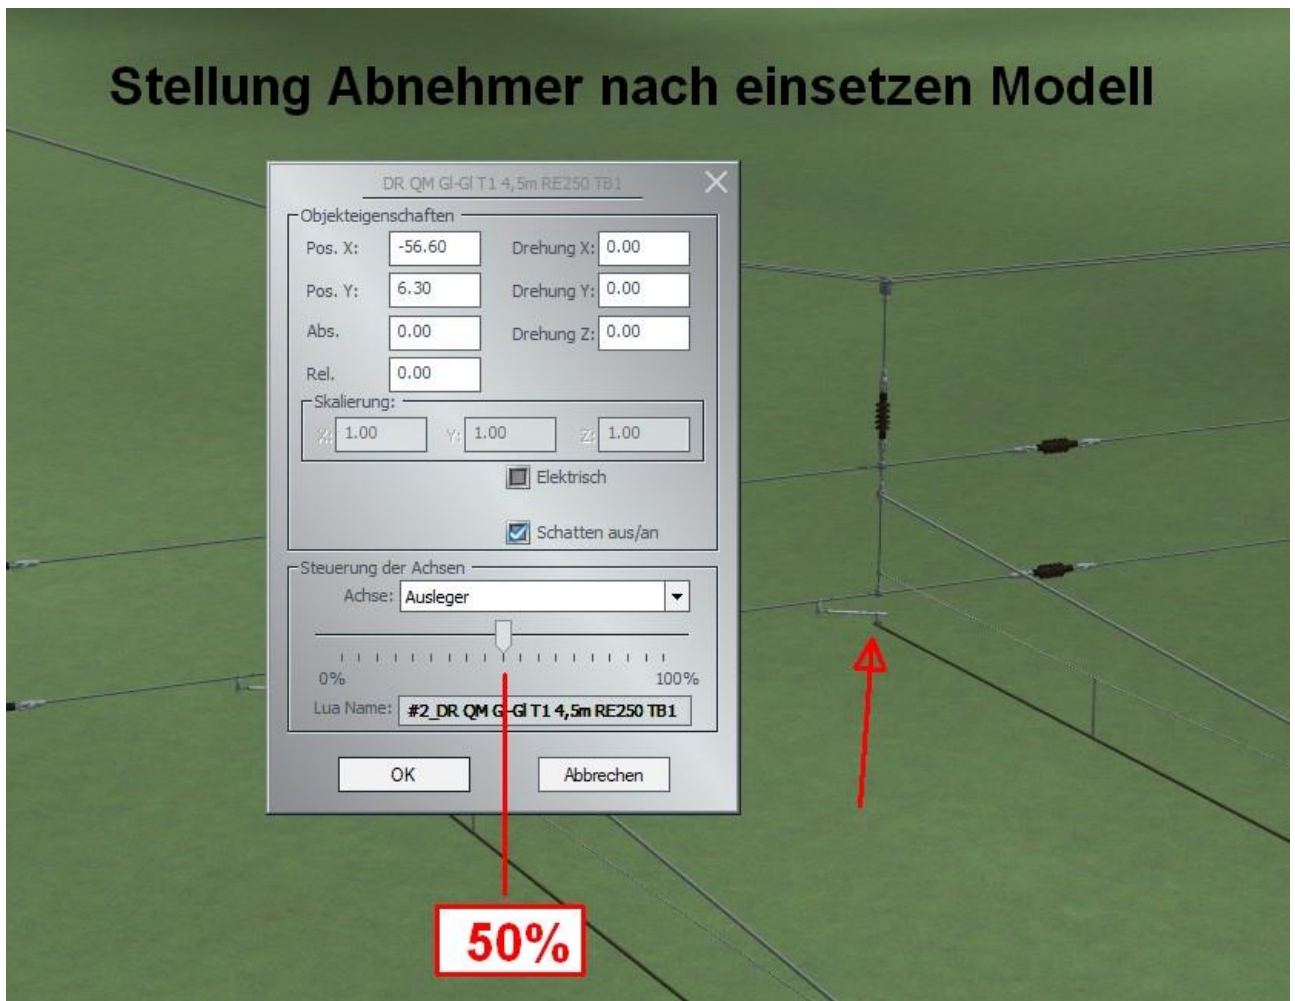 Stellung Abnehmer nach einsetzen Modell
DR QM Gl-Gl T1 4,5m RE250 TB1
Objekteigenschaften
Pos. X: -56.60 Drehung X: 0.00
Pos. Y: 6.30 Drehung Y: 0.00
Abs. 0.00 Drehung Z: 0.00
Rel. 0.00
Skalierung:
X: 1.00 Y: 1.00 Z: 1.00
Elektrisch
Schatten aus/an
Steuerung der Achsen
Achse: Ausleger
0% 100%
Lua Name: #2_DR QM Gl-Gl T1 4,5m RE250 TB1
OK Abbrechen
50%